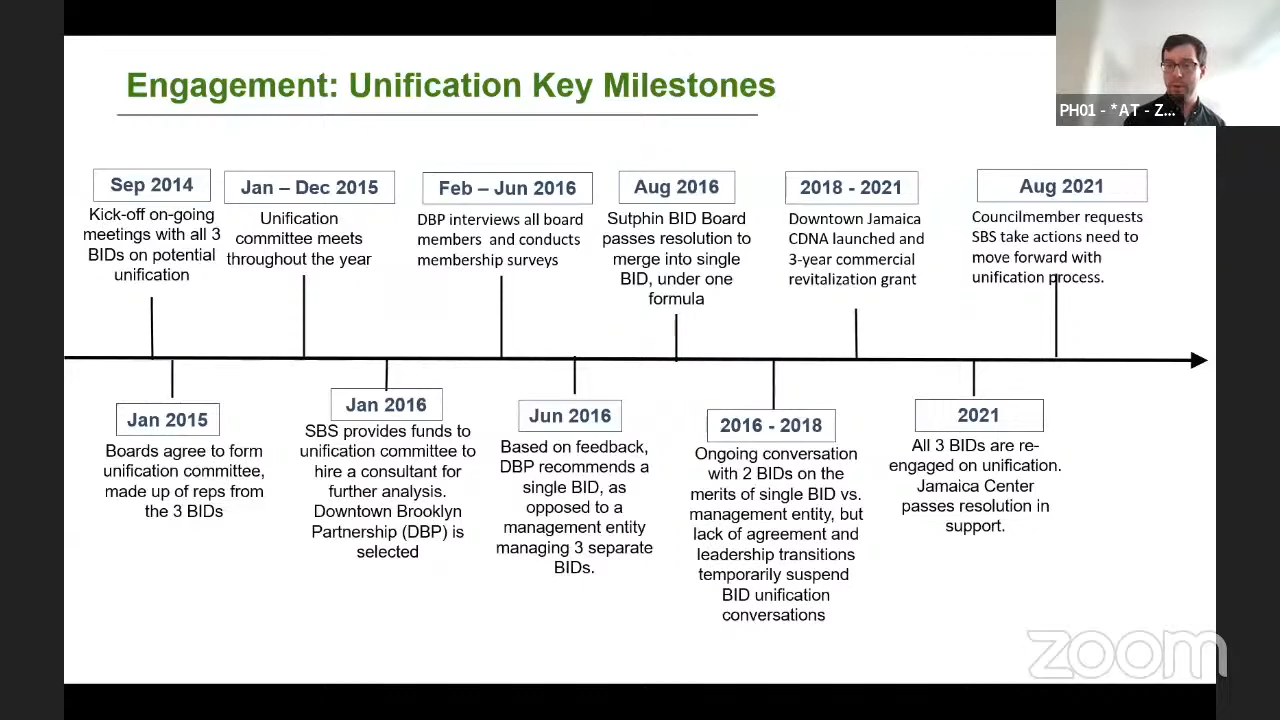 Engagement: Unification Key Milestones
PH01 - *AT - Z...
Sep 2014
Kick-off on-going
meetings with all 3
BIDs on potential
unification
Jan – Dec 2015
Unification
committee meets
throughout the year
Feb – Jun 2016
DBP interviews all board
members and conducts
membership surveys
Aug 2016
Sutphin BID Board
passes resolution to
merge into single
BID, under one
formula
2018 - 2021
Downtown Jamaica
CDNA launched and
3-year commercial
revitalization grant
Aug 2021
Councilmember requests
SBS take actions need to
move forward with
unification process.
Jan 2015
Boards agree to form
unification committee,
made up of reps from
the 3 BIDs
Jan 2016
SBS provides funds to
unification committee to
hire a consultant for
further analysis.
Downtown Brooklyn
Partnership (DBP) is
selected
Jun 2016
Based on feedback,
DBP recommends a
single BID, as
opposed to a
management entity
managing 3 separate
BIDs.
2016 - 2018
Ongoing conversation
with 2 BIDs on the
merits of single BID vs.
management entity, but
lack of agreement and
leadership transitions
temporarily suspend
BID unification
conversations
2021
All 3 BIDs are re-
engaged on unification.
Jamaica Center
passes resolution in
support.
zoom